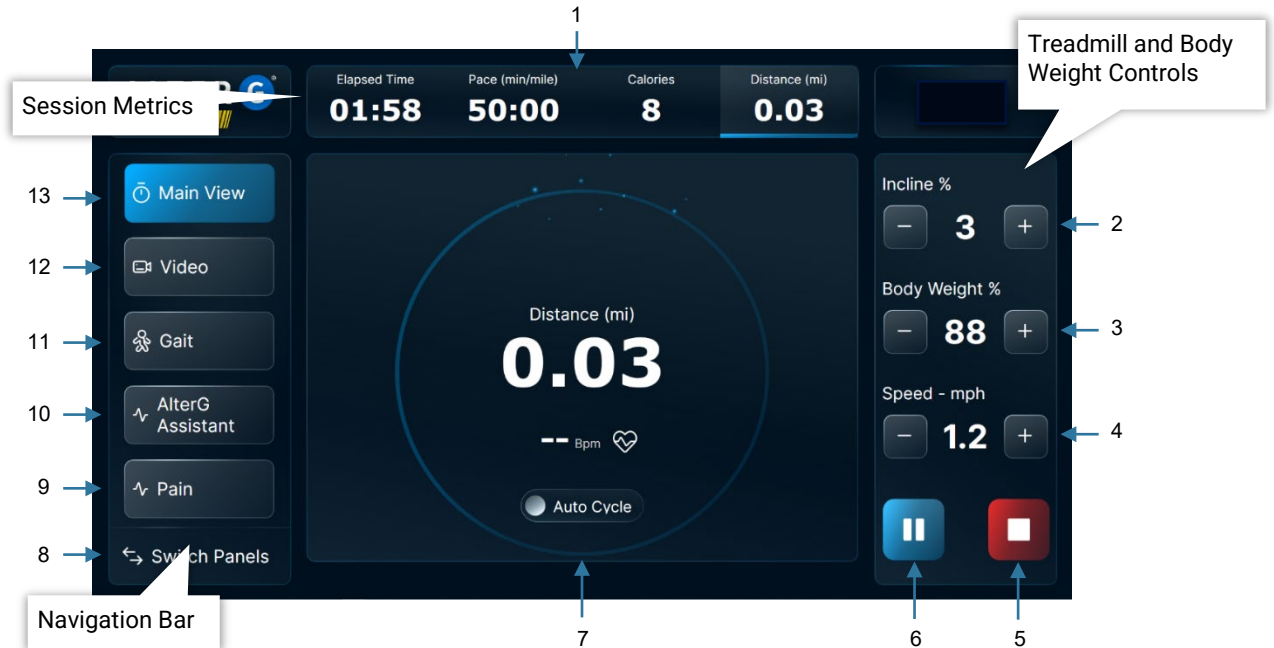 1
Treadmill and Body
Weight Controls
Session Metrics
G
Elapsed Time
01:58
Pace (min/mile)
50:00
Calories
8
Distance (mi)
0.03
13
Main View
12
Video
11
Gait
10
AlterG
Assistant
9
Pain
8
Switch Panels
Navigation Bar
Distance (mi)
0.03
-- Bpm
Auto Cycle
7
Incline %
− 3 +
2
Body Weight %
− 88 +
3
Speed - mph
− 1.2 +
4
6
5